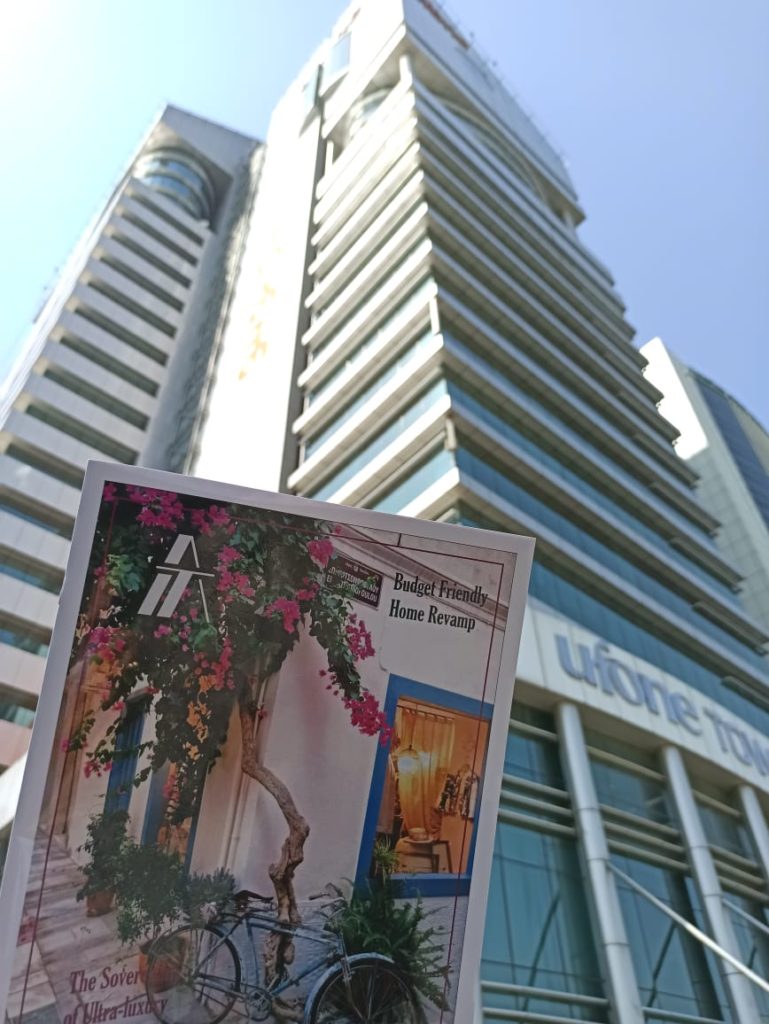 Budget Friendly
Home Revamp
ufone TOW
The Sover
of Ultra-luxury